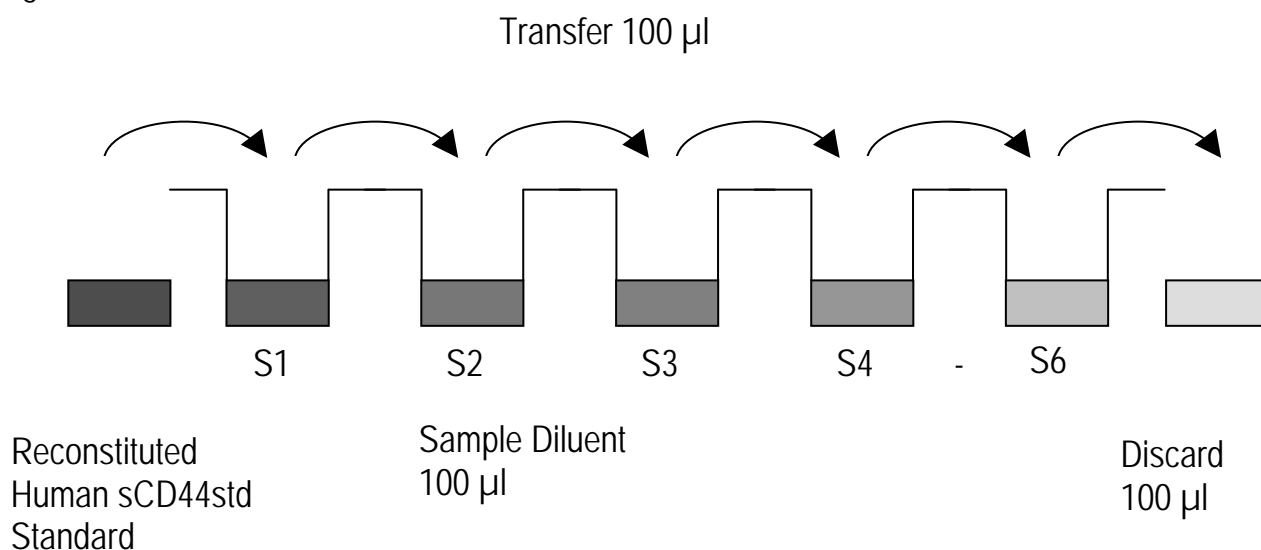 Transfer 100 µl
S1 S2 S3 S4 - S6
Reconstituted
Human sCD44std
Standard
Sample Diluent
100 µl
Discard
100 µl